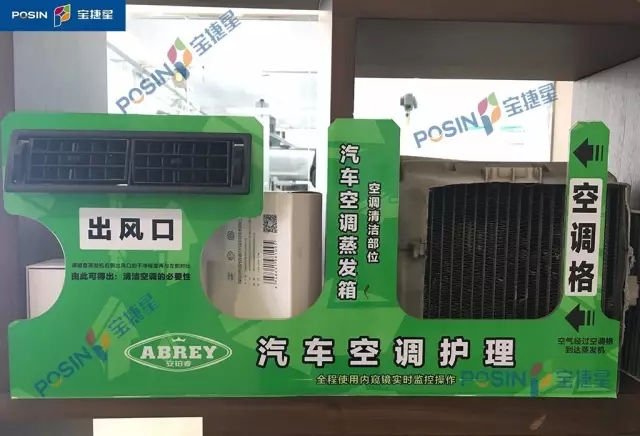 POSIN 宝捷星
POSIN 宝捷星
POSIN 宝捷星
出风口
由此可得出：清洁空调的必要性
汽车空调蒸发箱
空调清洁部位
空调格
空气经过空调格
到达蒸发机
ABREY
汽车空调护理
全程使用内窥镜实时监控操作
POSIN 宝捷星
POSIN 宝捷星